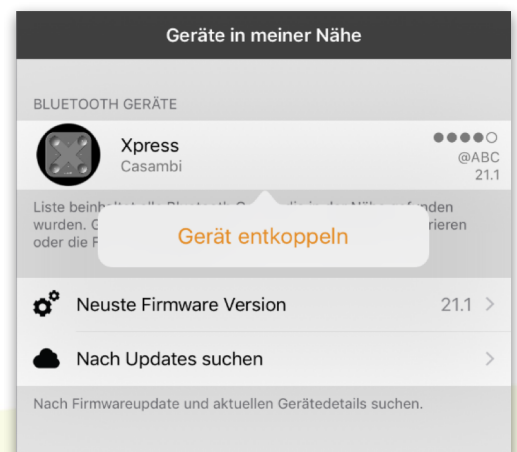 Geräte in meiner Nähe
BLUETOOTH GERÄTE
Xpress
Casambi
@ABC
21.1
Liste
wurden.
oder die
Gerät entkoppeln
Neuste Firmware Version 21.1
Nach Updates suchen
Nach Firmwareupdate und aktuellen Gerätedetails suchen.